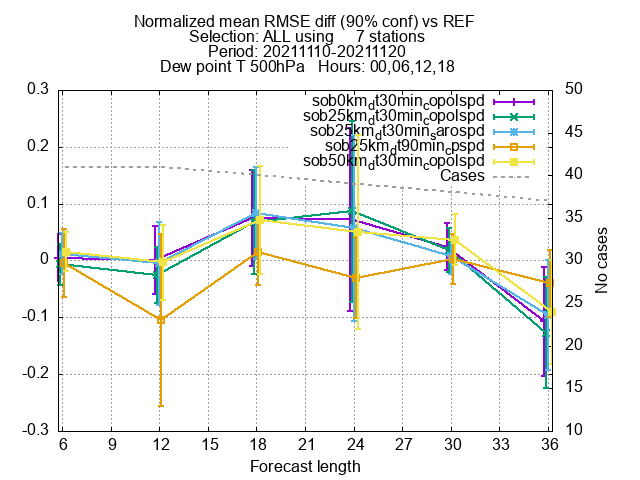 Normalized mean RMSE diff (90% conf) vs REF
Selection: ALL using 7 stations
Period: 20211110-20211120
Dew point T 500hPa Hours: 00,06,12,18
sob0km_dt30min_copolspd
sob25km_dt30min_copolspd
sob25km_dt30min_sarospd
sob25km_dt90min_cpspd
sob50km_dt30min_copolspd
Cases
0.3
0.2
0.1
0
-0.1
-0.2
-0.3
50
45
40
35
30
25
20
15
10
No cases
6 9 12 15 18 21 24 27 30 33 36
Forecast length